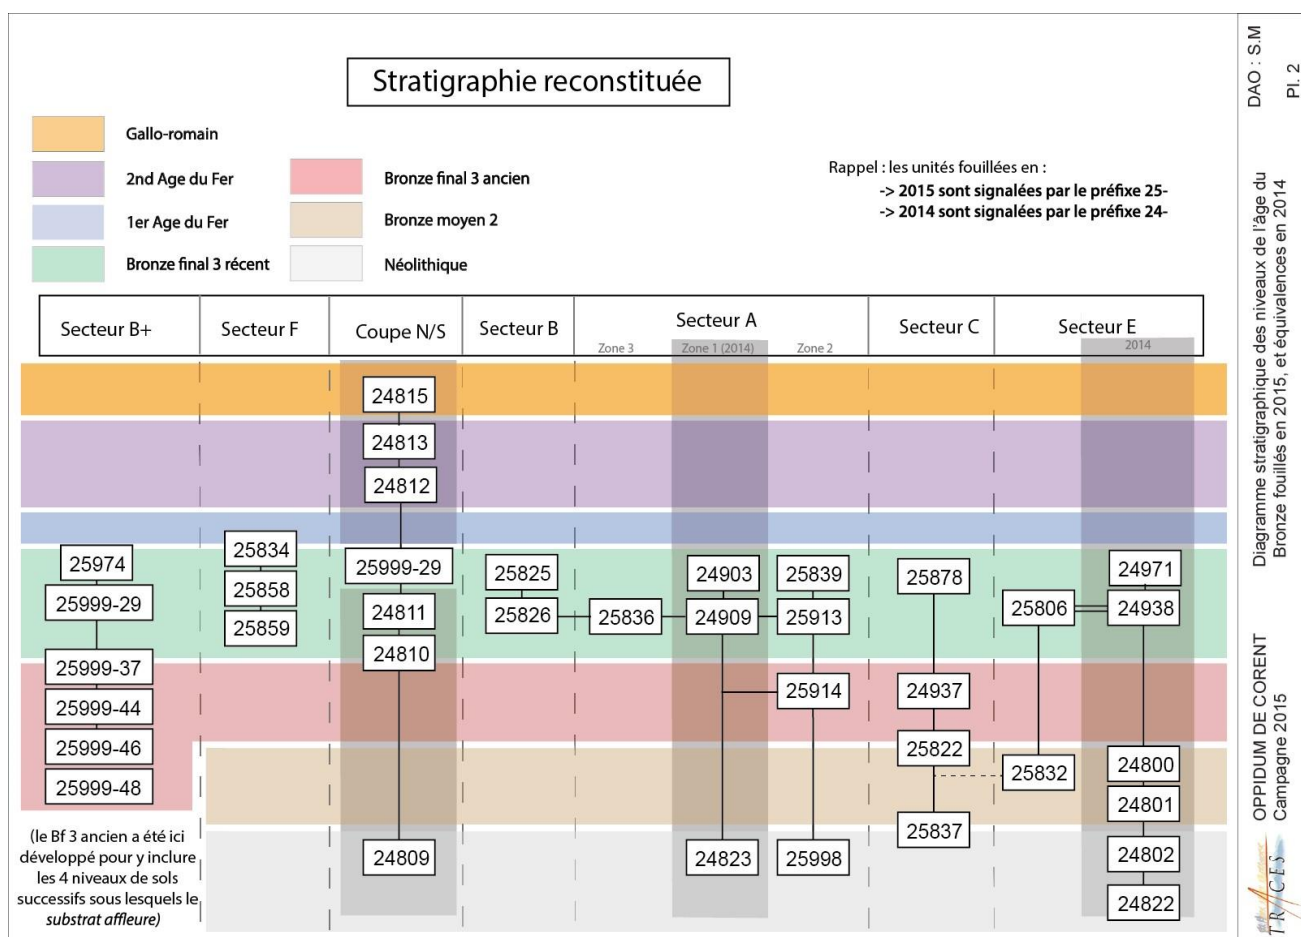 Stratigraphie reconstituée
Gallo-romain
2nd Age du Fer
1er Age du Fer
Bronze final 3 récent
Bronze final 3 ancien
Bronze moyen 2
Néolithique
Rappel : les unités fouillées en :
-> 2015 sont signalées par le préfixe 25-
-> 2014 sont signalées par le préfixe 24-
Secteur B+
Secteur F
Coupe N/S
Secteur B
Secteur A
Zone 3
Zone 1 (2014)
Zone 2
Secteur C
Secteur E
2014
25974
25999-29
25999-37
25999-44
25999-46
25999-48
(le Bf 3 ancien a été ici
développé pour y inclure
les 4 niveaux de sols
successifs sous lesquels le
substrat affleure)
25834
25858
25859
24815
24813
24812
25999-29
24811
24810
24809
25825
25826
25836
24903
24909
24823
25839
25913
25914
25998
25878
24937
25822
25837
25806
25832
24971
24938
24800
24801
24802
24822
DAO : S.M
Pl. 2
Diagramme stratigraphique des niveaux de l'âge du
Bronze fouillés en 2015, et équivalences en 2014
OPPIDUM DE CORENT
Campagne 2015
TRACES